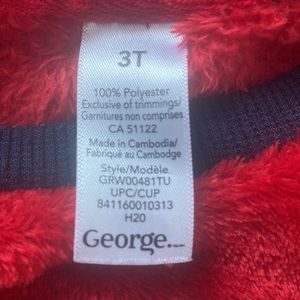 3T
100% Polyester
Exclusive of trimmings/
Garnitures non comprises
CA 51122
Made in Cambodia/
Fabriqué au Cambodge
Style/Modèle
GRW00481TU
UPC/CUP
841160010313
H20
George.